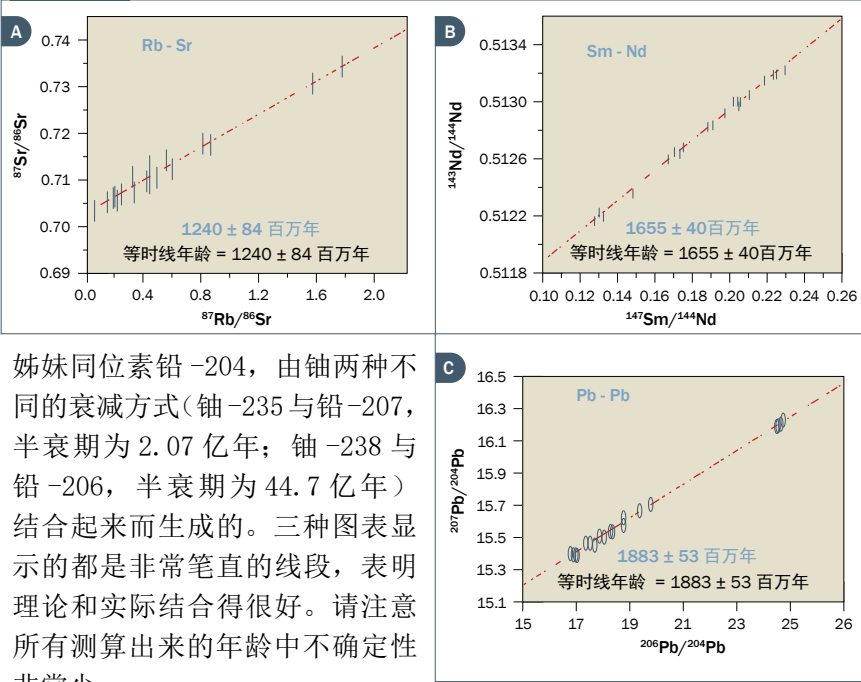 A
Rb - Sr
⁸⁷Sr/⁸⁶Sr
0.74
0.73
0.72
0.71
0.70
0.69
1240 ± 84 百万年
等时线年龄 = 1240 ± 84 百万年
0.0 0.4 0.8 1.2 1.6 2.0
⁸⁷Rb/⁸⁶Sr
B
Sm - Nd
¹⁴³Nd/¹⁴⁴Nd
0.5134
0.5130
0.5126
0.5122
0.5118
1655 ± 40百万年
等时线年龄 = 1655 ± 40百万年
0.10 0.12 0.14 0.16 0.18 0.20 0.22 0.24 0.26
¹⁴⁷Sm/¹⁴⁴Nd
姊妹同位素铅 -204，由铀两种不
同的衰减方式（铀-235 与铅-207，
半衰期为 2.07 亿年；铀 -238 与
铅 -206，半衰期为 44.7 亿年）
结合起来而生成的。三种图表显
示的都是非常笔直的线段，表明
理论和实际结合得很好。请注意
所有测算出来的年龄中不确定性
非常小
C
Pb - Pb
²⁰⁷Pb/²⁰⁴Pb
16.5
16.3
16.1
15.9
15.7
15.5
15.3
15.1
1883 ± 53 百万年
等时线年龄 = 1883 ± 53 百万年
15 17 19 21 23 25 26
²⁰⁶Pb/²⁰⁴Pb